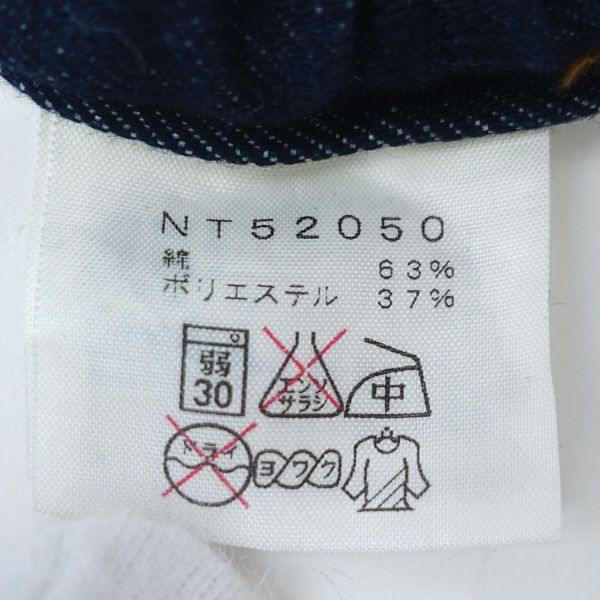 NT52050
綿 63%
ポリエステル 37%
弱 エンソ 中
30 サラシ
ドライ ヨワク